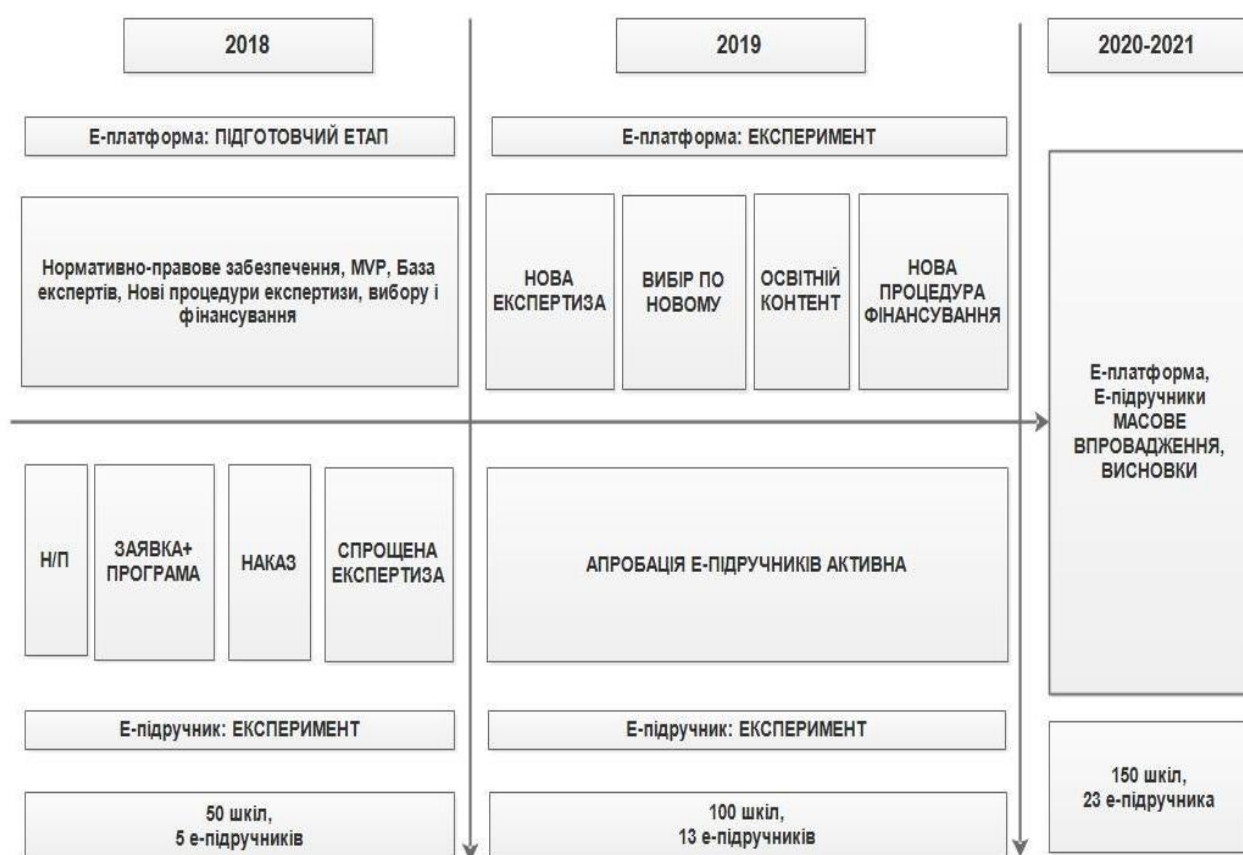 2018
2019
2020-2021
Е-платформа: ПІДГОТОВЧИЙ ЕТАП
Е-платформа: ЕКСПЕРИМЕНТ
Нормативно-правове забезпечення, MVP, База
експертів, Нові процедури експертизи, вибору і
фінансування
НОВА
ЕКСПЕРТИЗА
ВИБІР ПО
НОВОМУ
ОСВІТНІЙ
КОНТЕНТ
НОВА
ПРОЦЕДУРА
ФІНАНСУВАННЯ
Е-платформа,
Е-підручники
МАСОВЕ
ВПРОВАДЖЕННЯ,
ВИСНОВКИ
Н/П
ЗАЯВКА+
ПРОГРАМА
НАКАЗ
СПРОЩЕНА
ЕКСПЕРТИЗА
АПРОБАЦІЯ Е-ПІДРУЧНИКІВ АКТИВНА
Е-підручник: ЕКСПЕРИМЕНТ
Е-підручник: ЕКСПЕРИМЕНТ
50 шкіл,
5 е-підручників
100 шкіл,
13 е-підручників
150 шкіл,
23 е-підручника